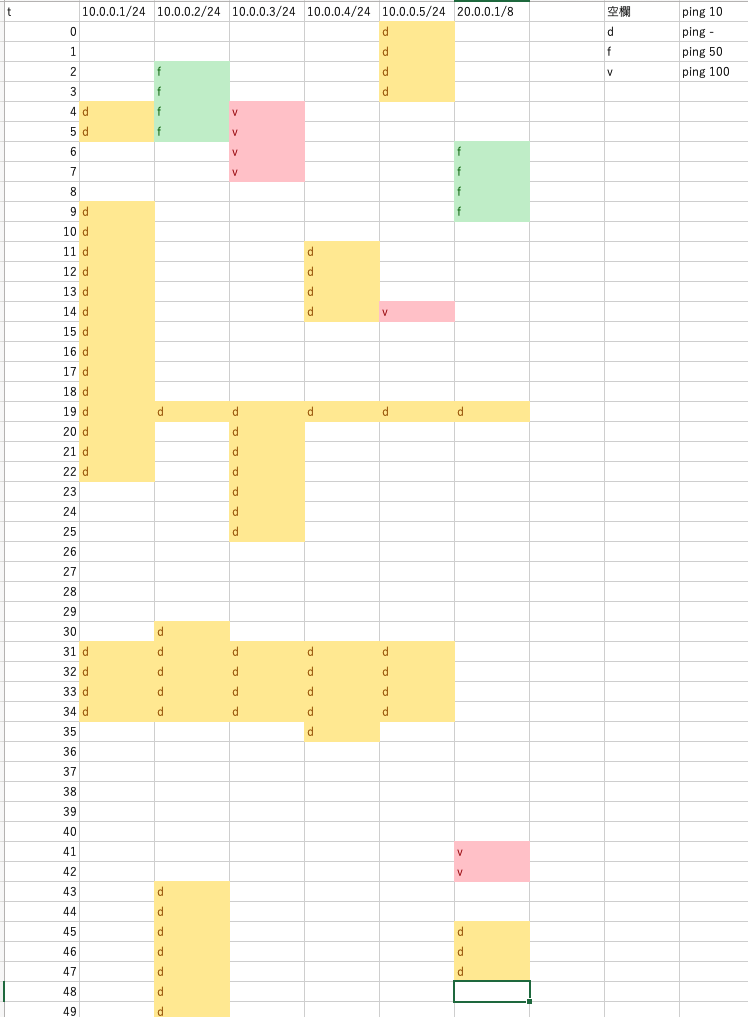 t 10.0.0.1/24 10.0.0.2/24 10.0.0.3/24 10.0.0.4/24 10.0.0.5/24 20.0.0.1/8 空欄 ping 10
0 d d ping -
1 d f ping 50
2 f d v ping 100
3 f d
4 d f v
5 d f v
6 v f
7 v f
8 f
9 d f
10 d
11 d d
12 d d
13 d d
14 d d v
15 d
16 d
17 d
18 d
19 d d d d d d
20 d d
21 d d
22 d d
23 d
24 d
25 d
26
27
28
29
30 d
31 d d d d d
32 d d d d d
33 d d d d d
34 d d d d d
35 d
36
37
38
39
40
41 v
42 v
43 d
44 d
45 d d
46 d d
47 d d
48 d
49 d